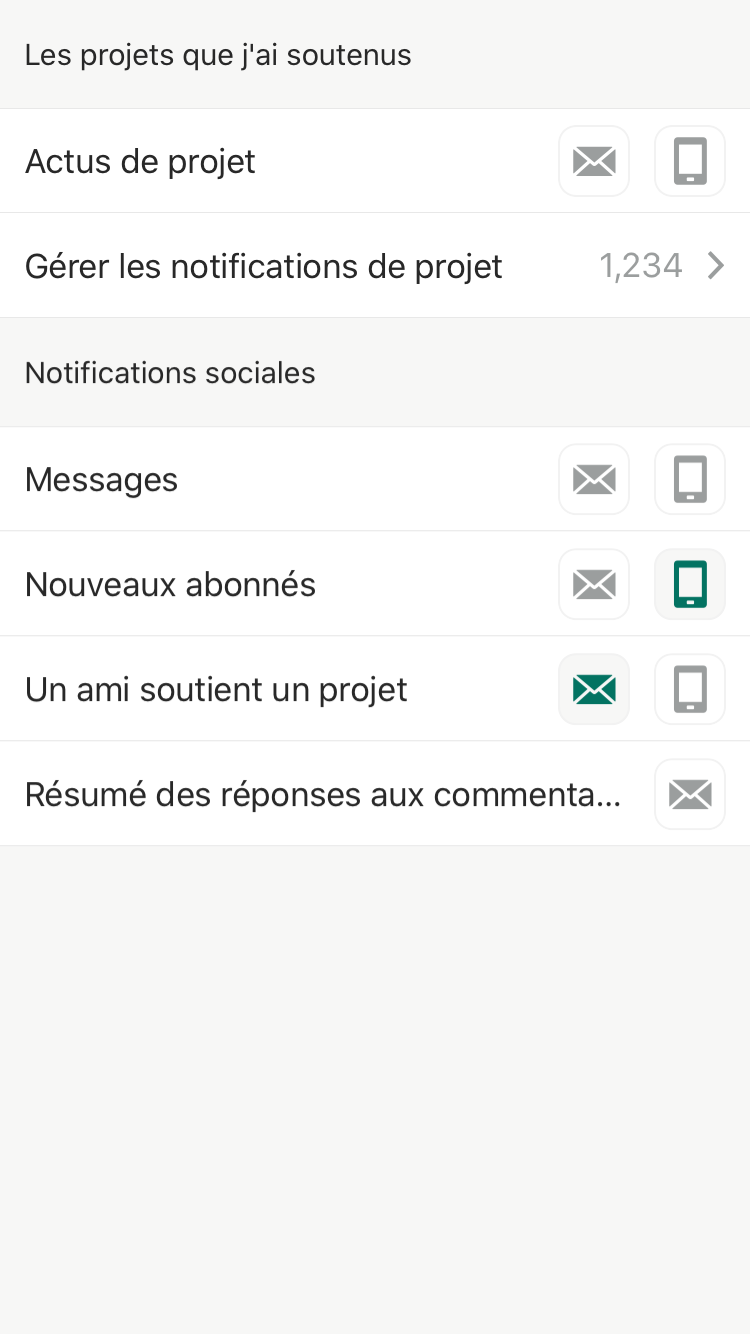 Les projets que j'ai soutenus
Actus de projet
Gérer les notifications de projet 1,234
Notifications sociales
Messages
Nouveaux abonnés
Un ami soutient un projet
Résumé des réponses aux commenta...